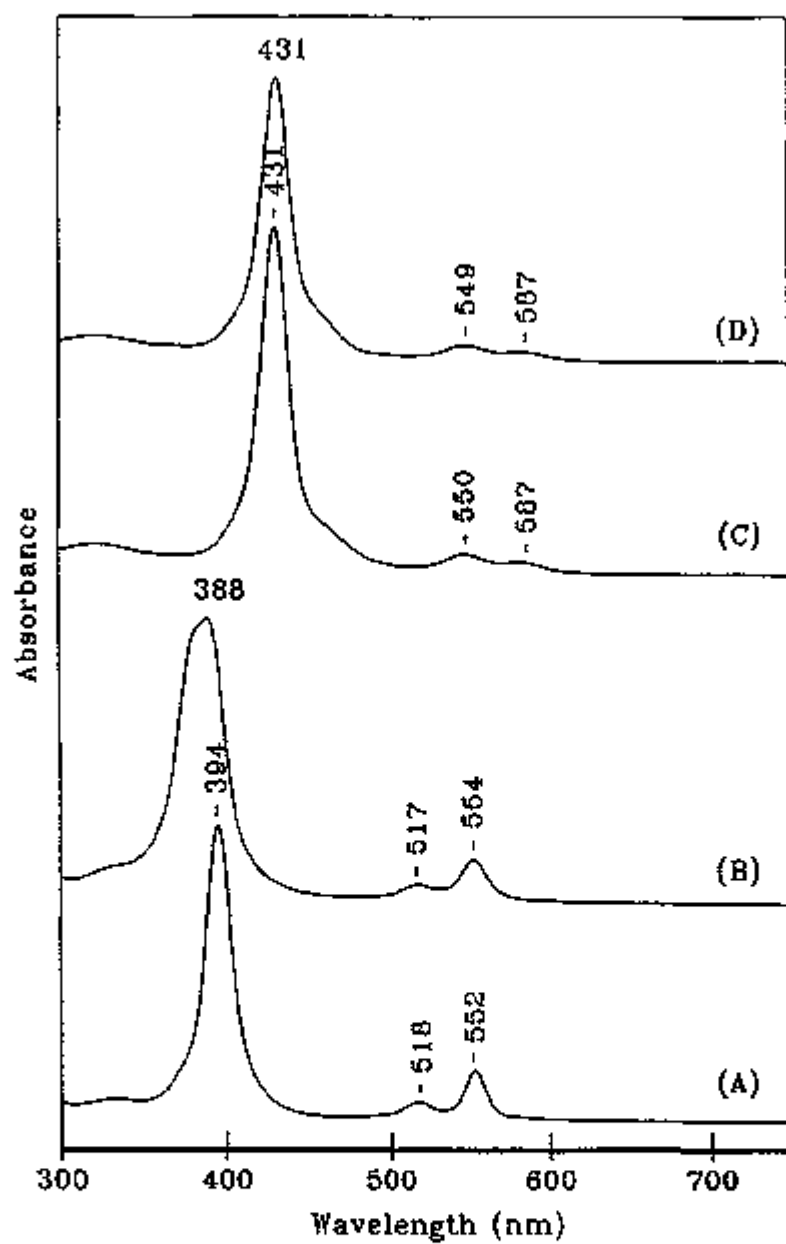 431
- 431
- 549
- 587
(D)
- 550
- 587
(C)
388
- 394
- 517
- 554
(B)
- 518
- 552
(A)
Absorbance
300 400 500 600 700
Wavelength (nm)